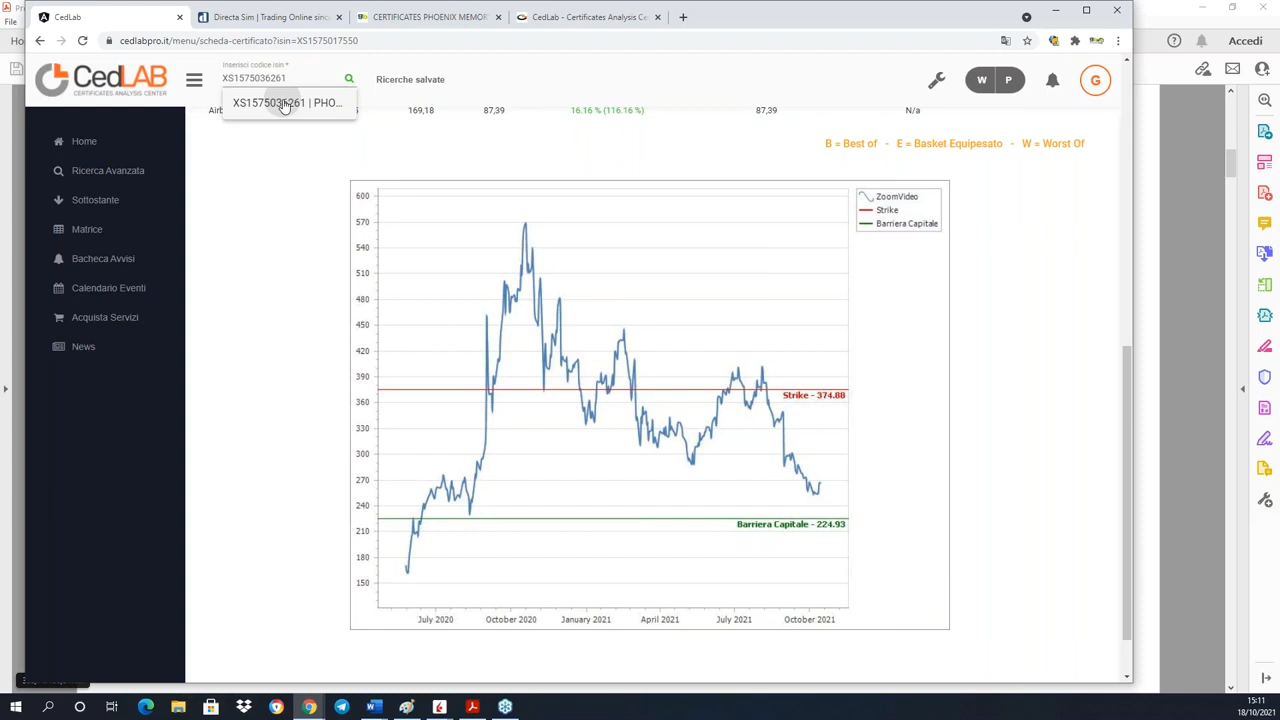 CedLab
Directa Sim | Trading Online sinc
CERTIFICATES PHOENIX MEMOR
CedLab - Certificates Analysis Ce
cedlabpro.it/menu/scheda-certificato?isin=XS1575017550
File
Accedi
CedLAB
CERTIFICATES ANALYSIS CENTER
Inserisci codice isin *
XS1575036261
Ricerche salvate
W P
G
XS1575036261 | PHO...
169,18 87,39 16.16 % (116.16 %) 87,39 N/a
B = Best of - E = Basket Equipesato - W = Worst Of
Home
Ricerca Avanzata
Sottostante
Matrice
Bacheca Avvisi
Calendario Eventi
Acquista Servizi
News
ZoomVideo
Strike
Barriera Capitale
600
570
540
510
480
450
420
390
360
330
300
270
240
210
180
150
Strike - 374.88
Barriera Capitale - 224.93
July 2020 October 2020 January 2021 April 2021 July 2021 October 2021
15:11
18/10/2021